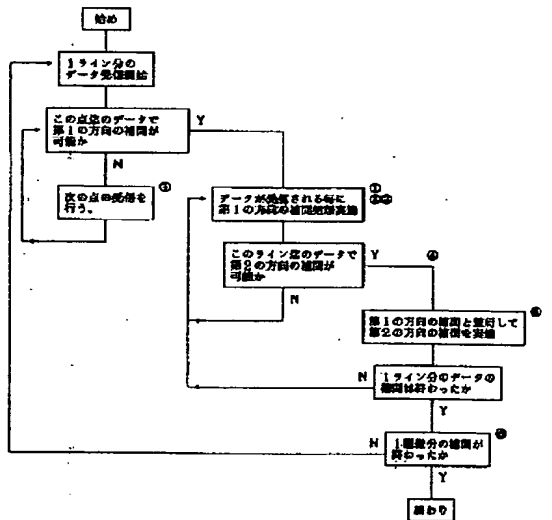 始め
1ライン分の
データ受信開始
この点迄のデータで
第1の方向の補間が
可能か
Y
N
次の点の受信を
行う。
データが受信される毎に
第1の方向の補間処理実施
このライン迄のデータで
第2の方向の補間が
可能か
Y
④
N
第1の方向の補間と並行して
第2の方向の補間を実施
N
1ライン分のデータの
補間は終わったか
Y
N
1画像分の補間が
終わったか
Y
終わり